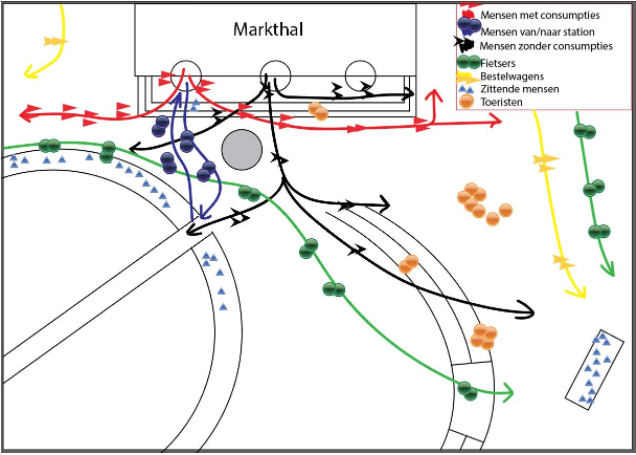 Markthal
Mensen met consumpties
Mensen van/naar station
Mensen zonder consumpties
Fietsers
Bestelwagens
Zittende mensen
Toeristen